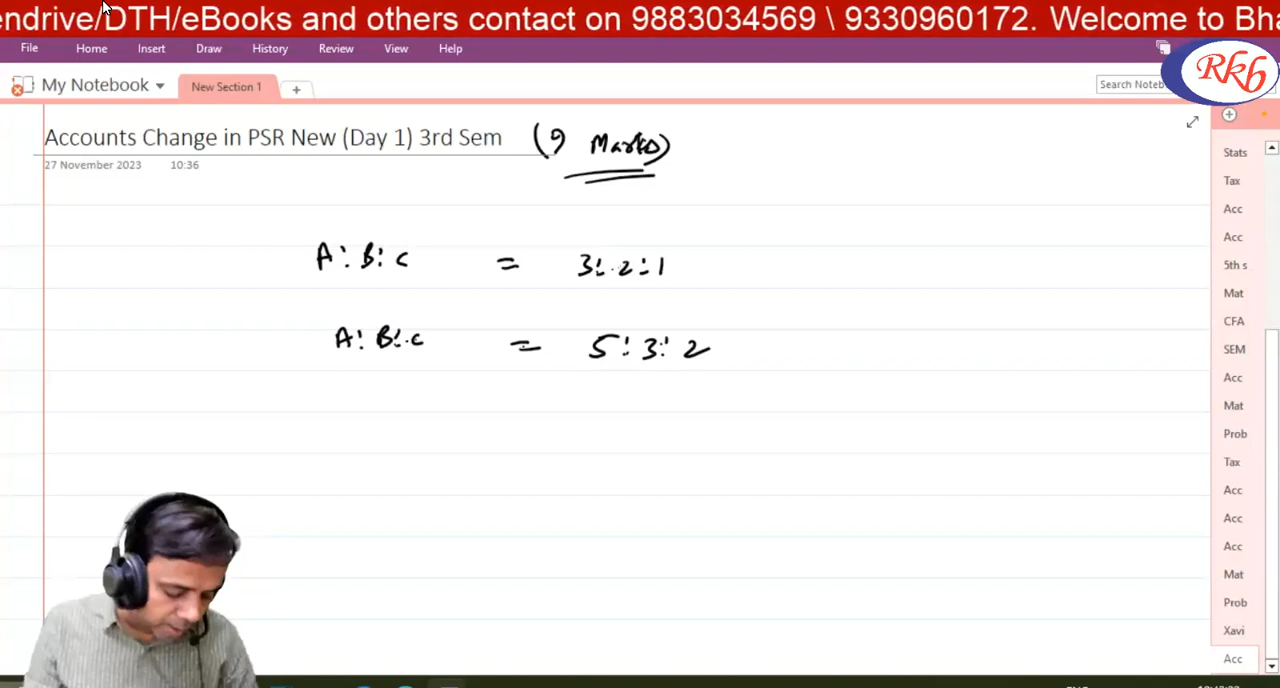 endrive/DTH/eBooks and others contact on 9883034569 \ 9330960172. Welcome to Bha
File Home Insert Draw History Review View Help
Rkb
My Notebook New Section 1 + Search Noteb
Accounts Change in PSR New (Day 1) 3rd Sem (9 Marks)
27 November 2023 10:36
A:B:C = 3:2:1
A:B:C = 5:3:2
Stats
Tax
Acc
Acc
5th s
Mat
CFA
SEM
Acc
Mat
Prob
Tax
Acc
Acc
Acc
Mat
Prob
Xavi
Acc